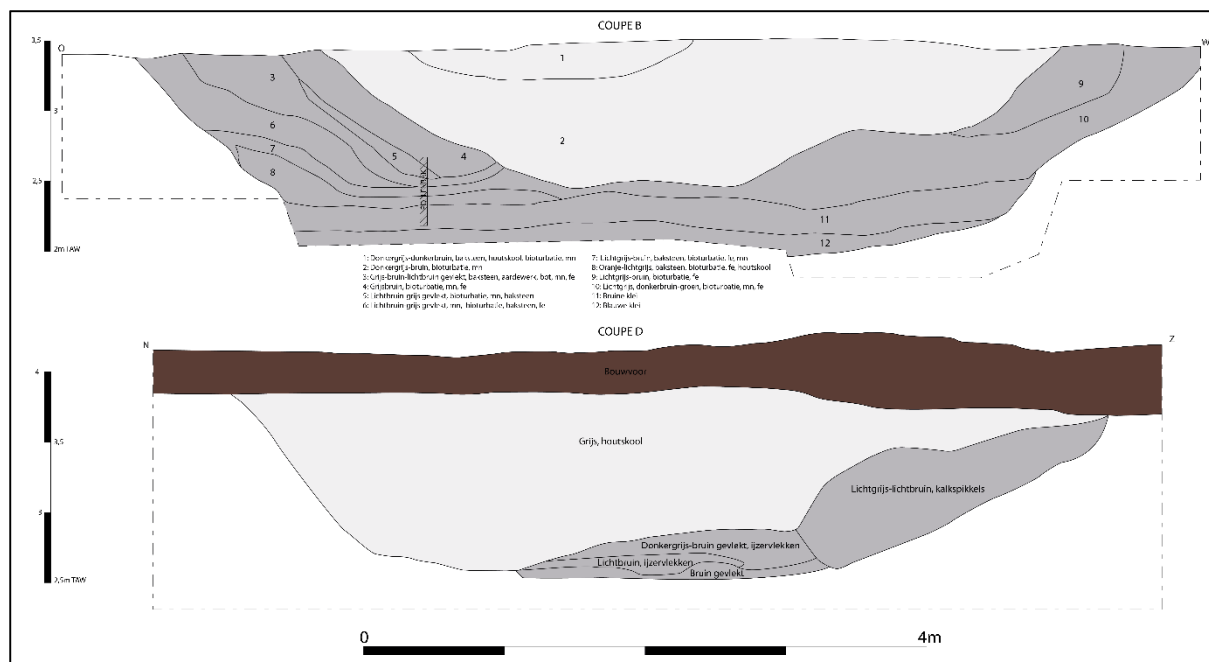 COUPE B
O
W
3,5
3
2,5
2m TAW
1
2
3
4
5
6
7
8
9
10
11
12
1: Donkergrijs-donkerbruin, baksteen, houtskool, bioturbatie, mn
2: Donkergrijs-bruin, bioturbatie, mn
3: Grijs-bruin-lichtbruin gevlekt, baksteen, aardewerk, bot, mn, fe
4: Grijsbruin, bioturbatie, mn, fe
5: Lichtbruin-grijs gevlekt, bioturbatie, mn, baksteen
6: Lichtbruin-grijs gevlekt, mn, bioturbatie, baksteen, fe
7: Lichtgrijs-bruin, baksteen, bioturbatie, fe, mn
8: Oranje-lichtgrijs, baksteen, bioturbatie, fe, houtskool
9: Lichtgrijs-bruin, bioturbatie, fe
10: Lichtgrijs, donkerbruin-groen, bioturbatie, mn, fe
11: Bruine klei
12: Blauwe klei
COUPE D
N
Z
4
3,5
3
2,5m TAW
Bouwvoor
Grijs, houtskool
Lichtgrijs-lichtbruin, kalkspikkels
Donkergrijs-bruin gevlekt, ijzervlekken
Lichtbruin, ijzervlekken
Bruin gevlekt
0
4m